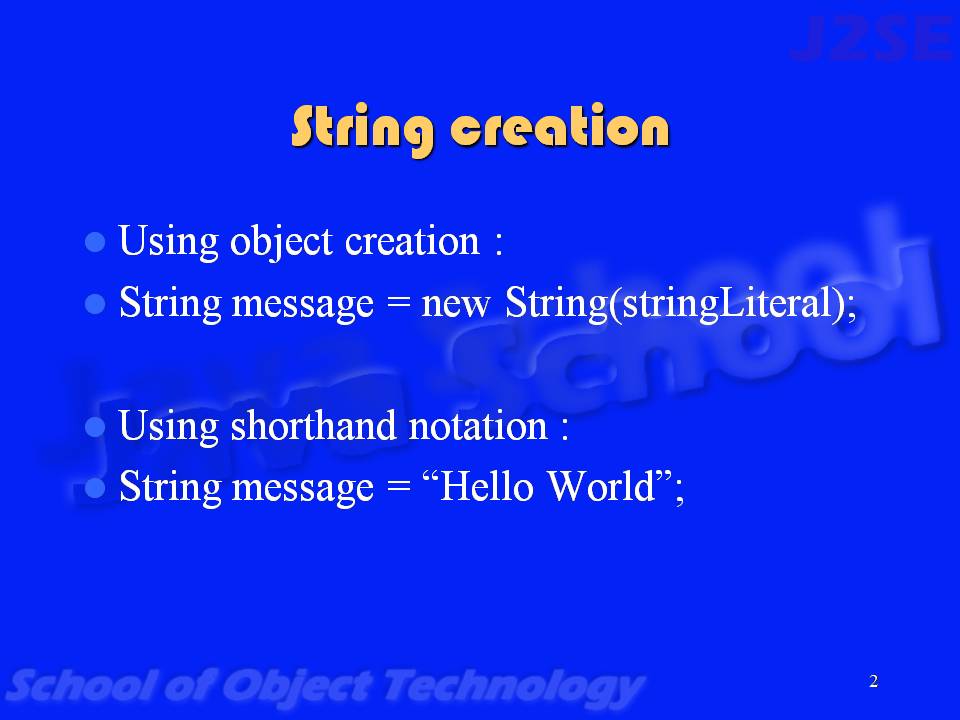 J2SE
String creation
Using object creation :
String message = new String(stringLiteral);
Java School
Using shorthand notation :
String message = “Hello World”;
School of Object Technology
2